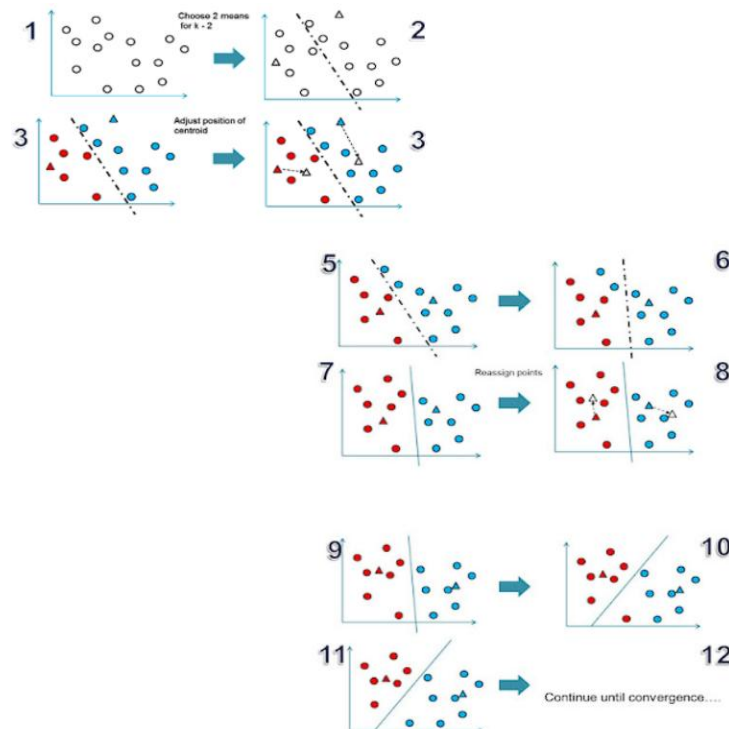 1
Choose 2 means
for k - 2
2
3
Adjust position of
centroid
3
5
6
7
Reassign points
8
9
10
11
12
Continue until convergence....